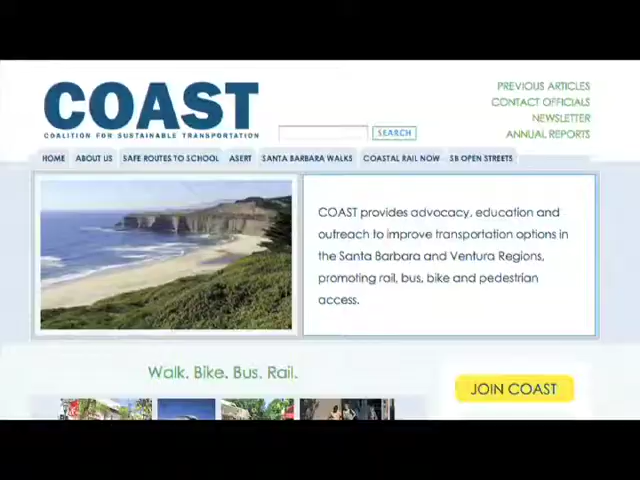 COAST
COALITION FOR SUSTAINABLE TRANSPORTATION
SEARCH
PREVIOUS ARTICLES
CONTACT OFFICIALS
NEWSLETTER
ANNUAL REPORTS
HOME ABOUT US SAFE ROUTES TO SCHOOL ASERT SANTA BARBARA WALKS COASTAL RAIL NOW SB OPEN STREETS
COAST provides advocacy, education and
outreach to improve transportation options in
the Santa Barbara and Ventura Regions,
promoting rail, bus, bike and pedestrian
access.
Walk. Bike. Bus. Rail.
JOIN COAST